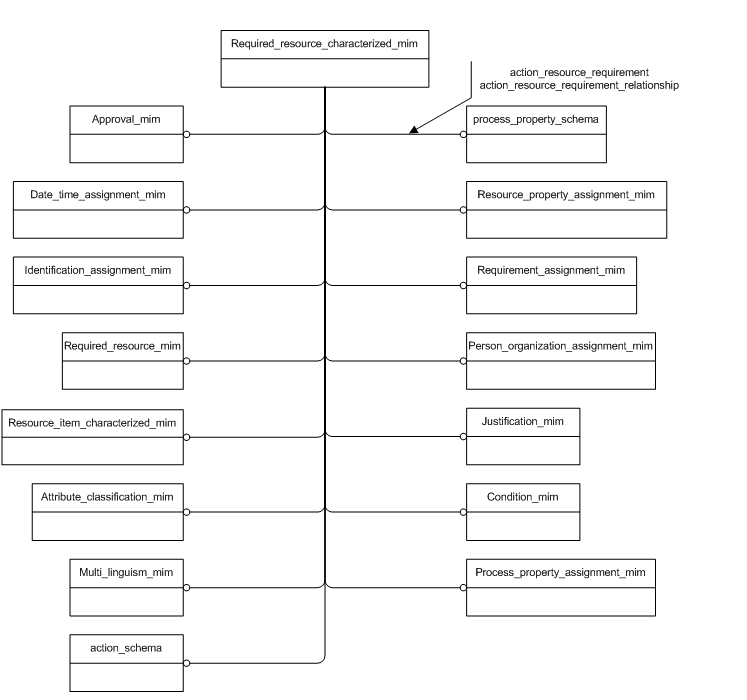 Required_resource_characterized_mim
action_resource_requirement
action_resource_requirement_relationship
Approval_mim
process_property_schema
Date_time_assignment_mim
Resource_property_assignment_mim
Identification_assignment_mim
Requirement_assignment_mim
Required_resource_mim
Person_organization_assignment_mim
Resource_item_characterized_mim
Justification_mim
Attribute_classification_mim
Condition_mim
Multi_linguism_mim
Process_property_assignment_mim
action_schema